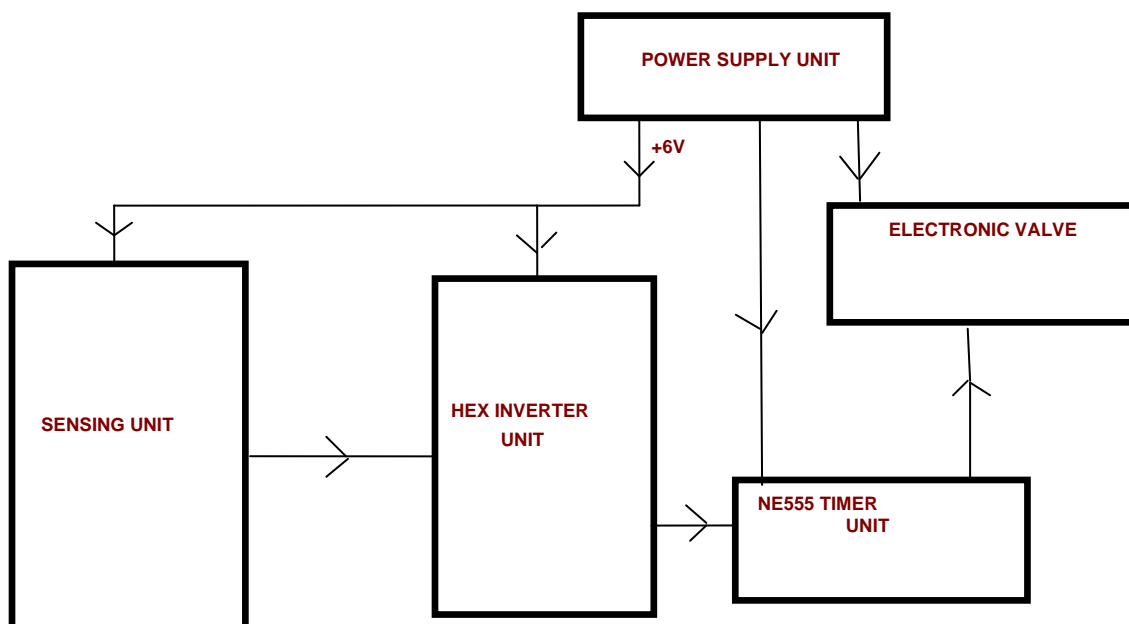 POWER SUPPLY UNIT
+6V
ELECTRONIC VALVE
SENSING UNIT
HEX INVERTER
UNIT
NE555 TIMER
UNIT